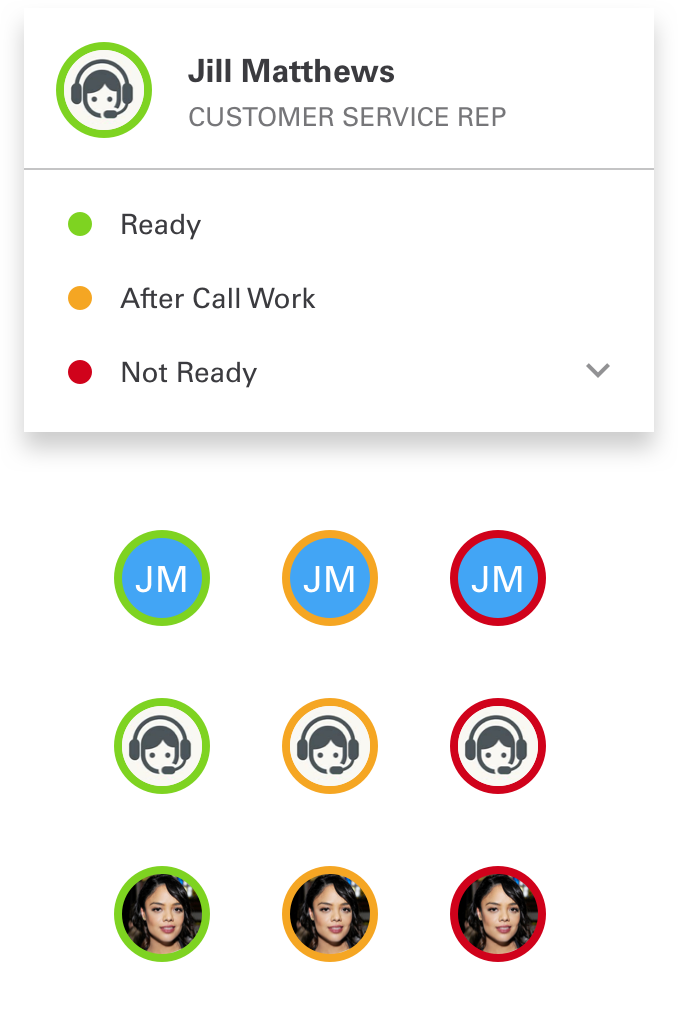 Jill Matthews
CUSTOMER SERVICE REP
Ready
After Call Work
Not Ready
JM JM JM